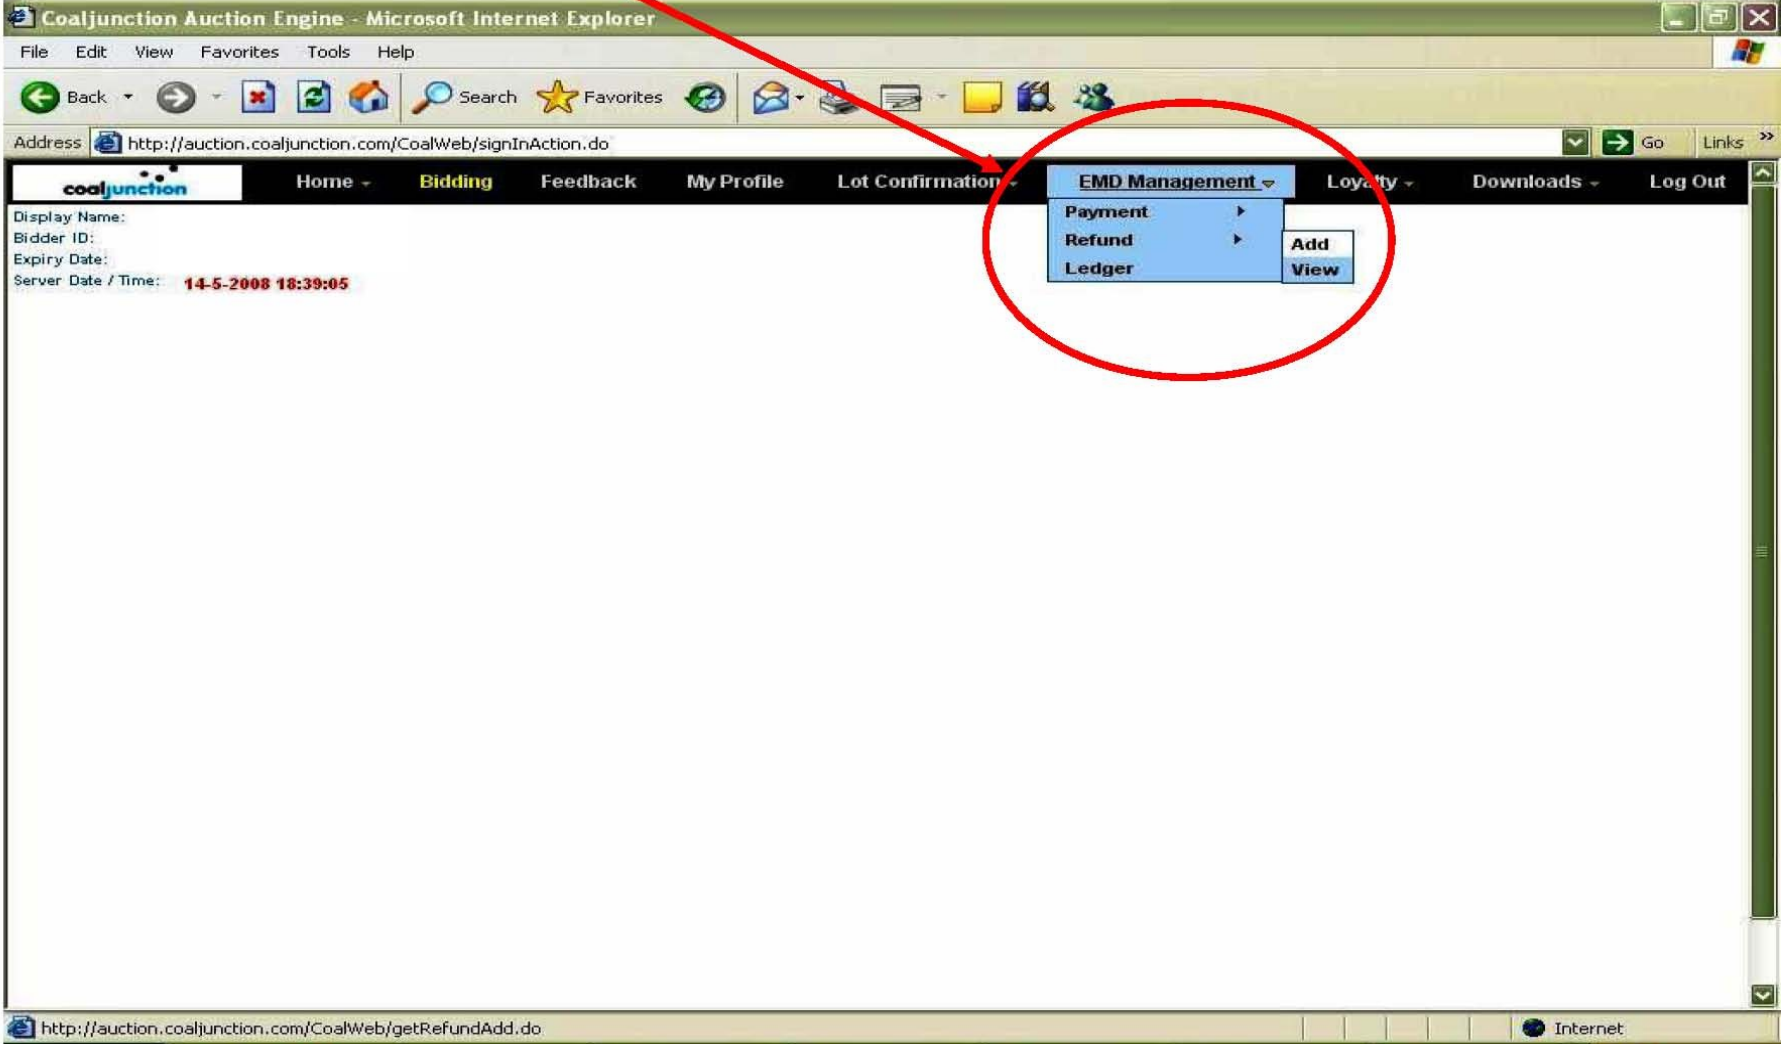 Coaljunction Auction Engine - Microsoft Internet Explorer
File Edit View Favorites Tools Help
Back Search Favorites
Address http://auction.coaljunction.com/CoalWeb/signInAction.do Go Links »
coaljunction Home Bidding Feedback My Profile Lot Confirmation EMD Management Loyalty Downloads Log Out
Display Name:
Bidder ID:
Expiry Date:
Server Date / Time: 14-5-2008 18:39:05
Payment
Refund
Ledger
Add
View
http://auction.coaljunction.com/CoalWeb/getRefundAdd.do Internet